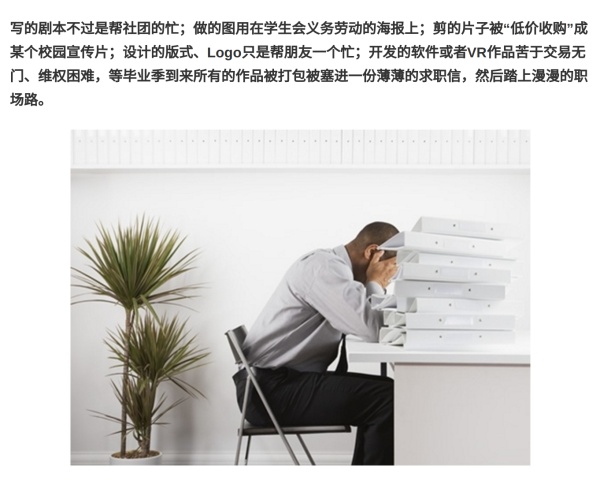 写的剧本不过是帮社团的忙；做的图用在学生会义务劳动的海报上；剪的片子被“低价收购”成
某个校园宣传片；设计的版式、Logo只是帮朋友一个忙；开发的软件或者VR作品苦于交易无
门、维权困难，等毕业季到来所有的作品被打包被塞进一份薄薄的求职信，然后踏上漫漫的职
场路。